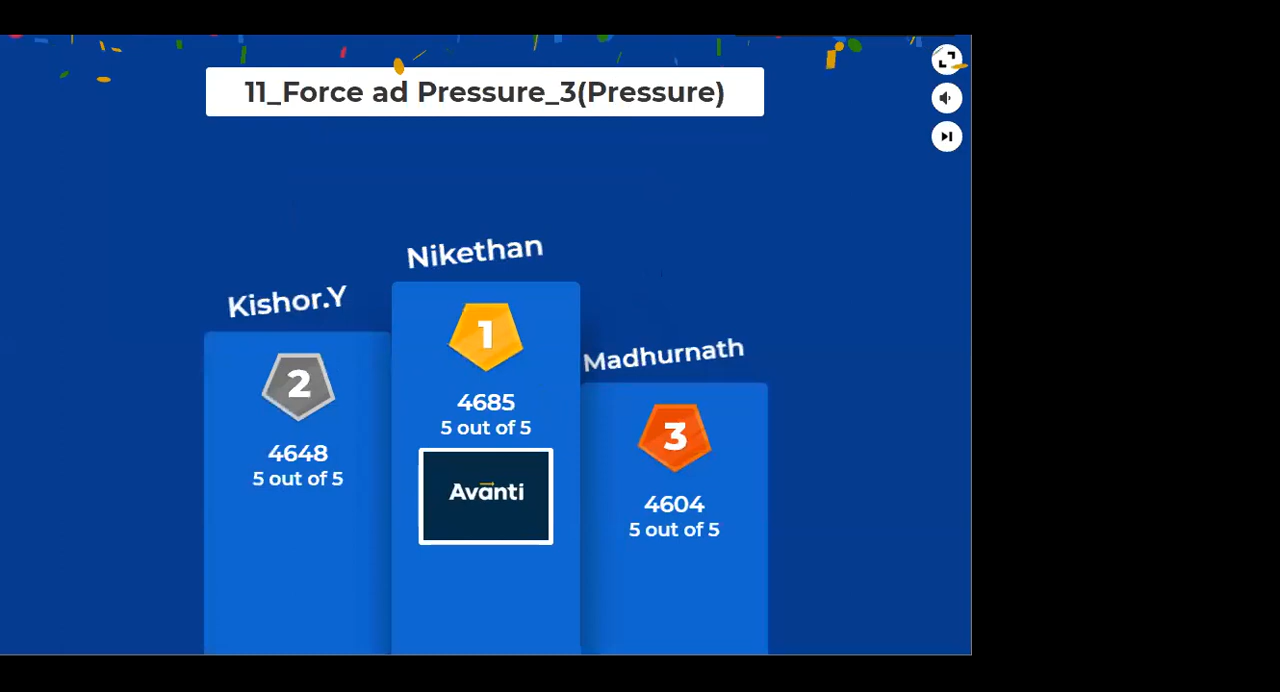 11_Force ad Pressure_3(Pressure)
Nikethan
1
4685
5 out of 5
Avanti
Kishor.Y
2
4648
5 out of 5
Madhurnath
3
4604
5 out of 5